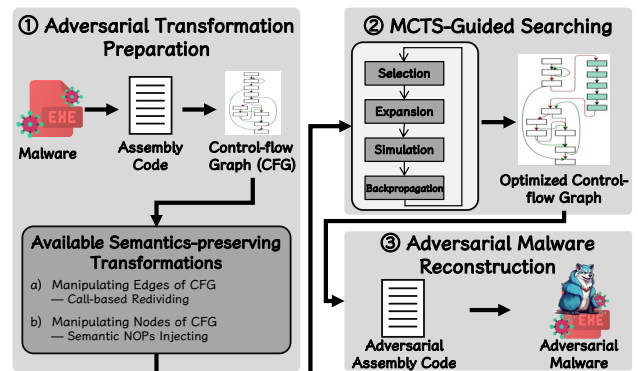 ① Adversarial Transformation
Preparation
EXE
Malware
Assembly
Code
Control-flow
Graph (CFG)
Available Semantics-preserving
Transformations
a) Manipulating Edges of CFG
— Call-based Redividing
b) Manipulating Nodes of CFG
— Semantic NOPs Injecting
② MCTS-Guided Searching
Selection
Expansion
Simulation
Backpropagation
Optimized Control-
flow Graph
③ Adversarial Malware
Reconstruction
Adversarial
Assembly Code
EXE
Adversarial
Malware